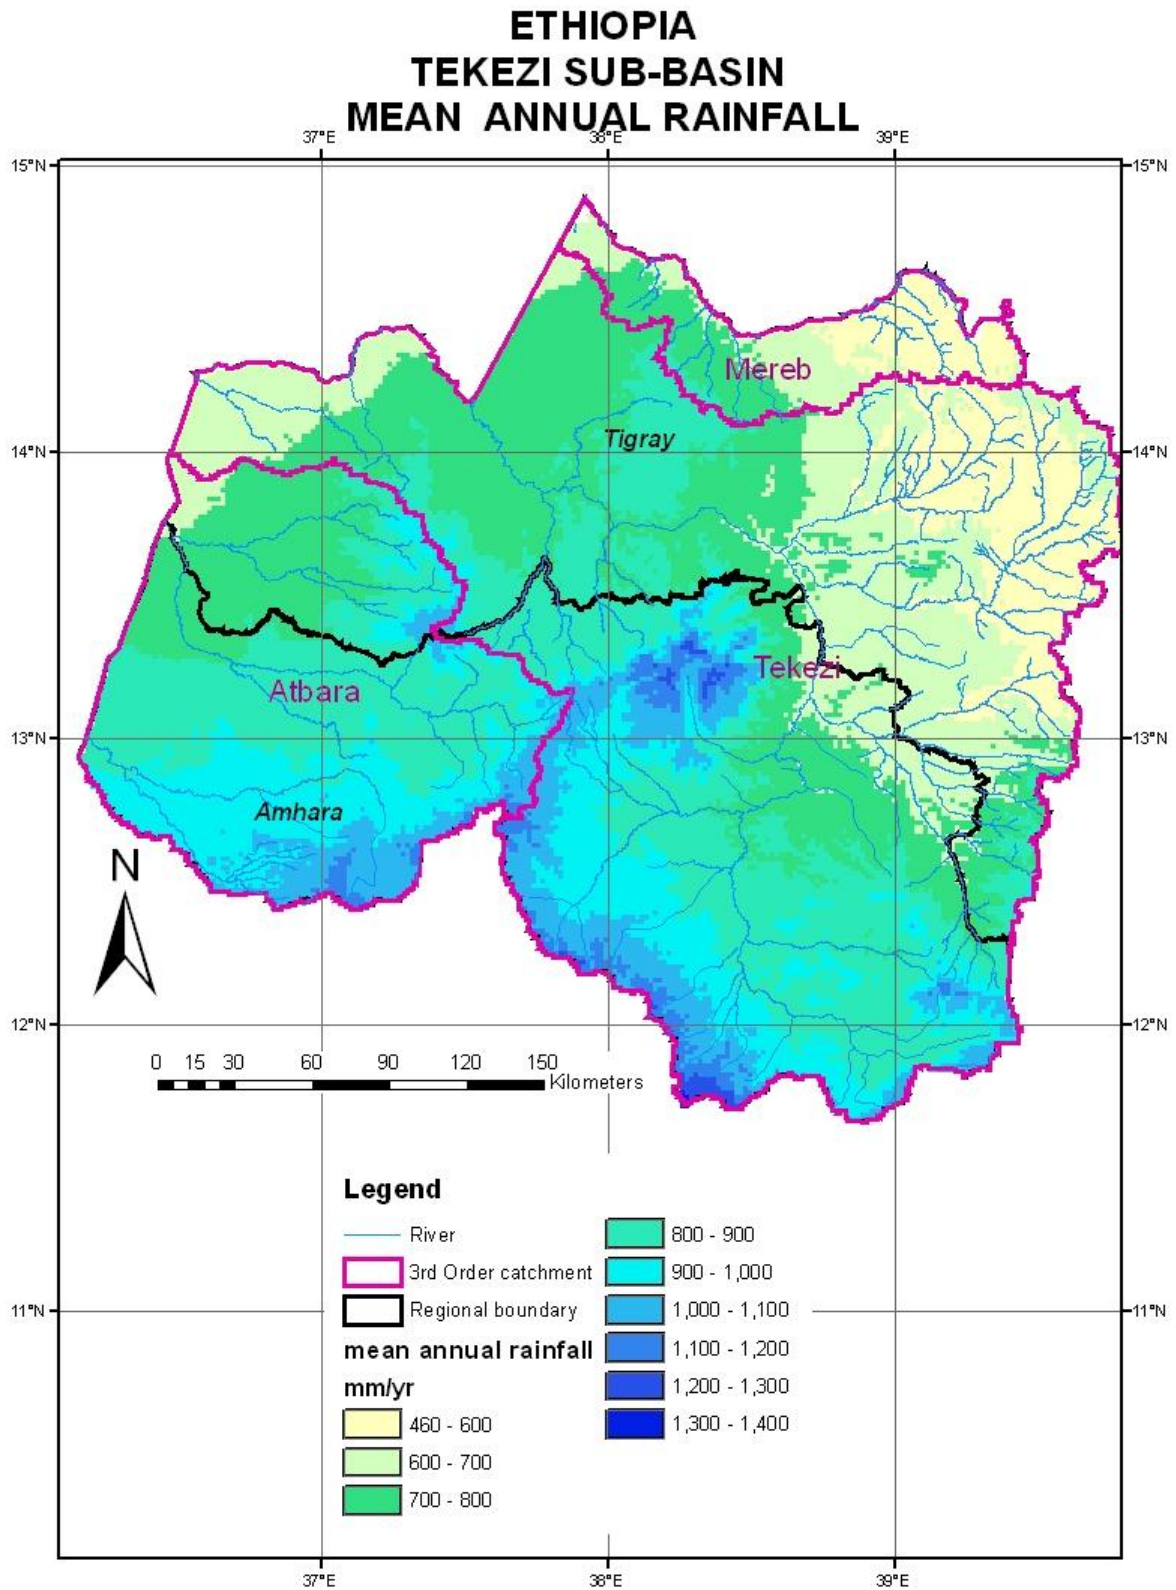 ETHIOPIA
TEKEZI SUB-BASIN
MEAN ANNUAL RAINFALL
37°E 38°E 39°E
15°N 15°N
Mereb
Tigray
14°N 14°N
Tekezi
Atbara
13°N 13°N
Amhara
N
12°N 12°N
0 15 30 60 90 120 150
Kilometers
Legend
River
3rd Order catchment
Regional boundary
mean annual rainfall
mm/yr
460 - 600
600 - 700
700 - 800
800 - 900
900 - 1,000
1,000 - 1,100
1,100 - 1,200
1,200 - 1,300
1,300 - 1,400
11°N 11°N
37°E 38°E 39°E